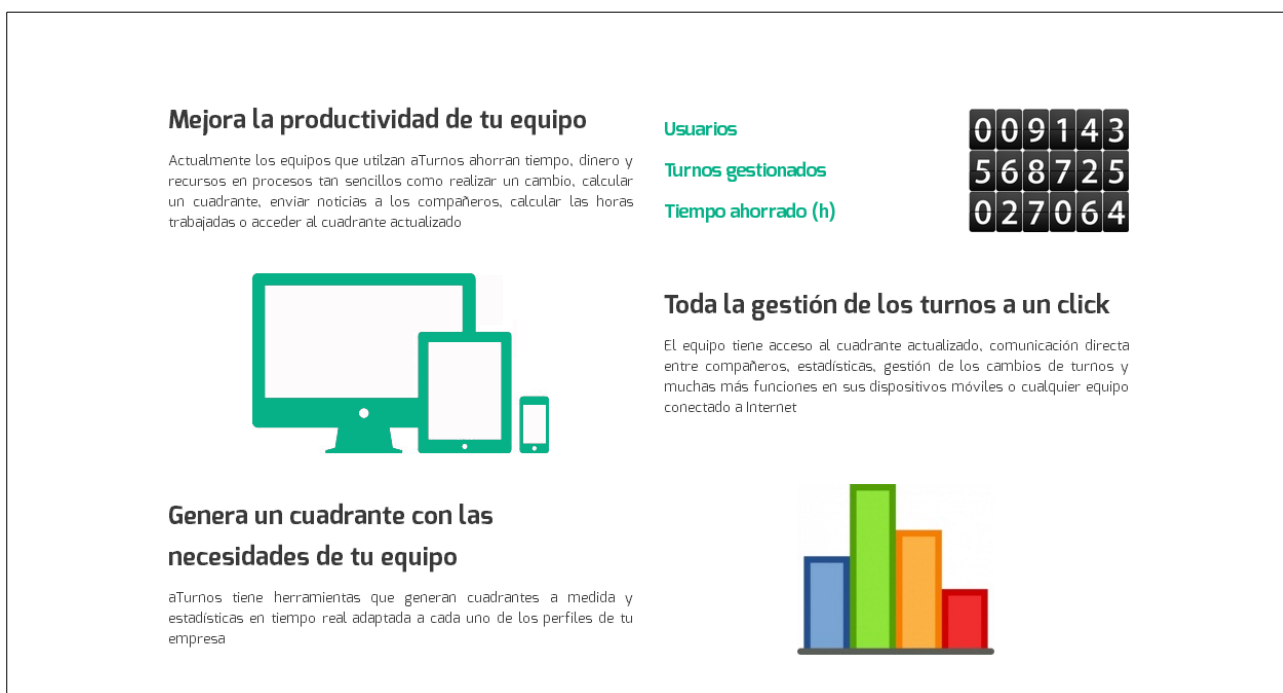 Mejora la productividad de tu equipo
Actualmente los equipos que utilzan aTurnos ahorran tiempo, dinero y
recursos en procesos tan sencillos como realizar un cambio, calcular
un cuadrante, enviar noticias a los compañeros, calcular las horas
trabajadas o acceder al cuadrante actualizado
Usuarios 009143
Turnos gestionados 568725
Tiempo ahorrado (h) 027064
Toda la gestión de los turnos a un click
El equipo tiene acceso al cuadrante actualizado, comunicación directa
entre compañeros, estadísticas, gestión de los cambios de turnos y
muchas más funciones en sus dispositivos móviles o cualquier equipo
conectado a Internet
Genera un cuadrante con las
necesidades de tu equipo
aTurnos tiene herramientas que generan cuadrantes a medida y
estadísticas en tiempo real adaptada a cada uno de los perfiles de tu
empresa